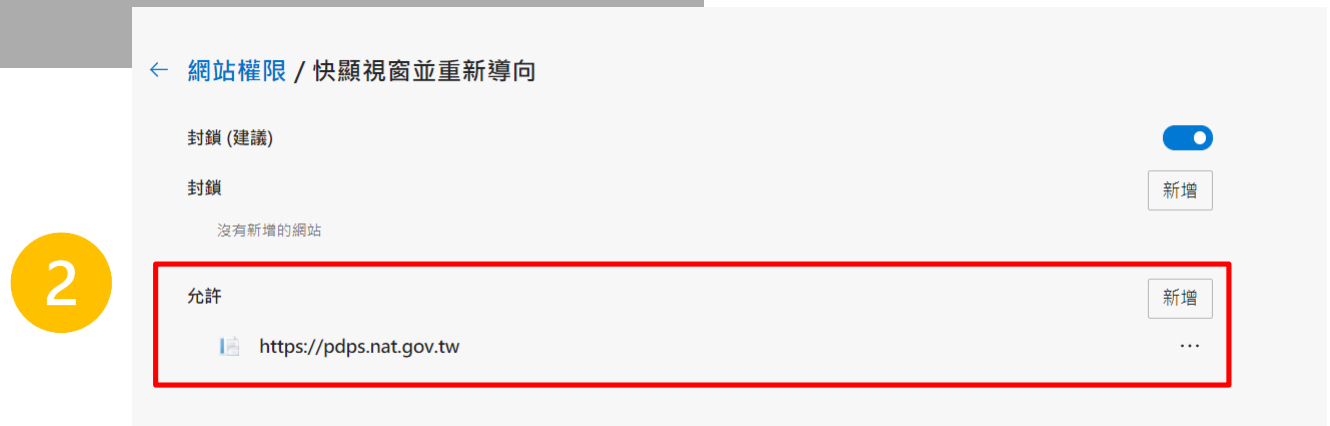 ← 網站權限 / 快顯視窗並重新導向
封鎖 (建議)
封鎖
新增
沒有新增的網站
2
允許
新增
https://pdps.nat.gov.tw
...